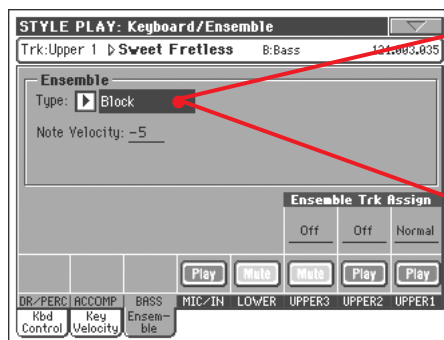 STYLE PLAY: Keyboard/Ensemble
Trk:Upper 1 ▷Sweet Fretless B:Bass 121.003.035
Ensemble
Type: Block
Note Velocity: -5
Ensemble Trk Assign
Off Off Normal
Play Mute Mute Play Play
DR/PERC ACCOMP BASS MIC/IN LOWER UPPER3 UPPER2 UPPER1
Kbd Control Key Velocity Ensem-ble